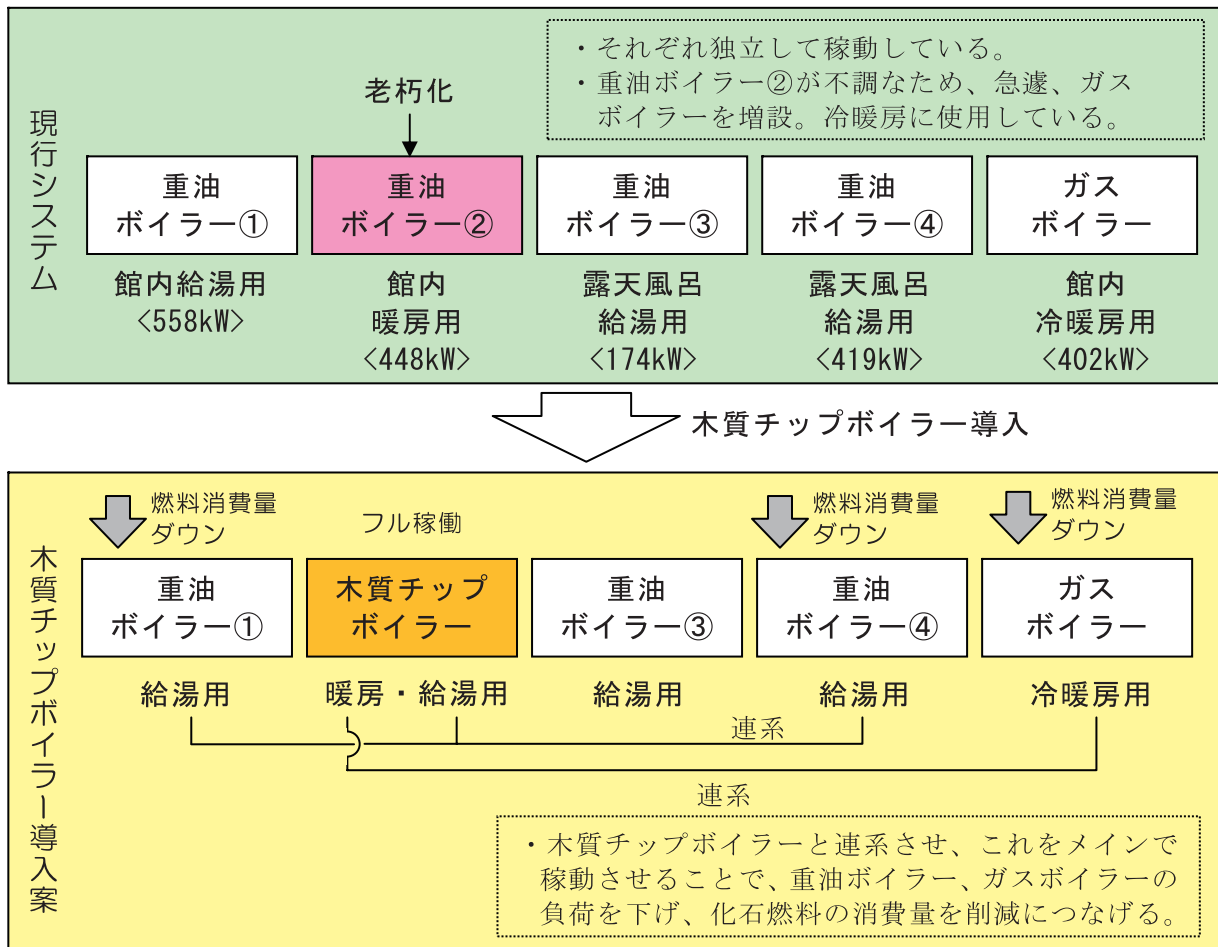 現行システム
・それぞれ独立して稼動している。
・重油ボイラー②が不調なため、急遽、ガス
ボイラーを増設。冷暖房に使用している。
老朽化
重油
ボイラー①
館内給湯用
<558kW>
重油
ボイラー②
館内
暖房用
<448kW>
重油
ボイラー③
露天風呂
給湯用
<174kW>
重油
ボイラー④
露天風呂
給湯用
<419kW>
ガス
ボイラー
館内
冷暖房用
<402kW>
木質チップボイラー導入
木質チップボイラー導入案
燃料消費量
ダウン
重油
ボイラー①
給湯用
フル稼働
木質チップ
ボイラー
暖房・給湯用
重油
ボイラー③
給湯用
燃料消費量
ダウン
重油
ボイラー④
給湯用
燃料消費量
ダウン
ガス
ボイラー
冷暖房用
連系
連系
・木質チップボイラーと連系させ、これをメインで
稼動させることで、重油ボイラー、ガスボイラーの
負荷を下げ、化石燃料の消費量を削減につなげる。